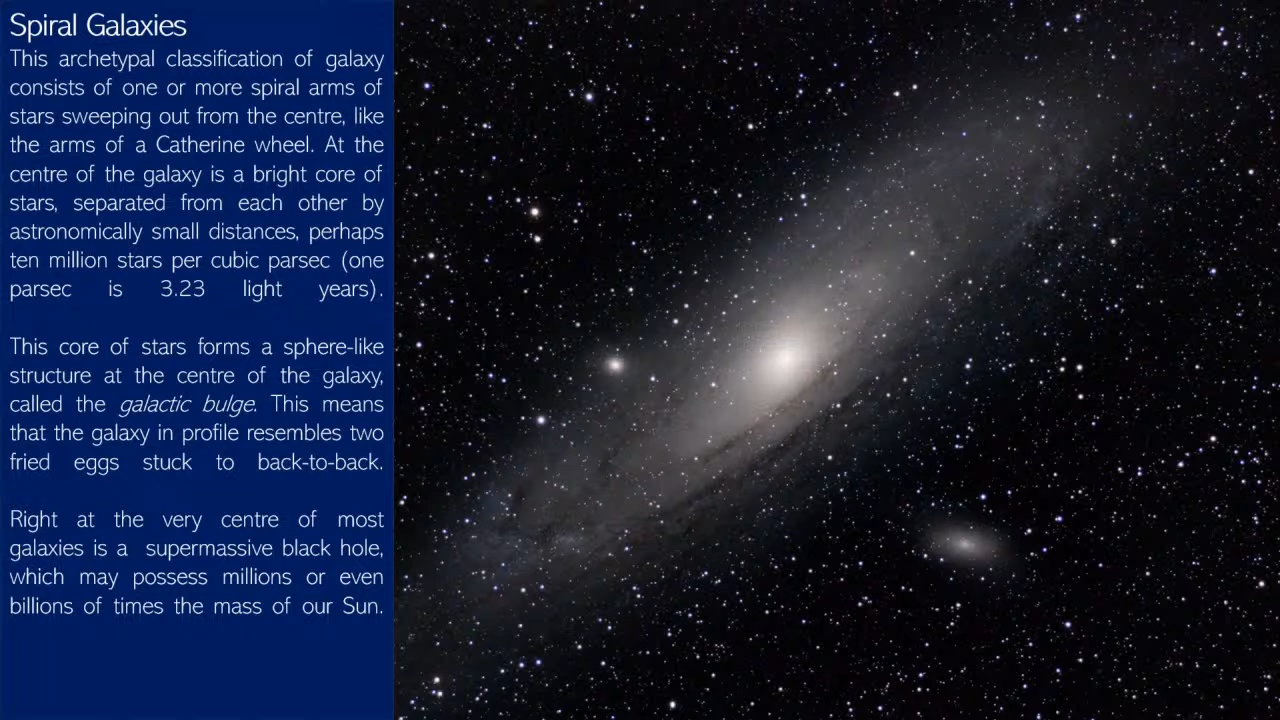 Spiral Galaxies
This archetypal classification of galaxy
consists of one or more spiral arms of
stars sweeping out from the centre, like
the arms of a Catherine wheel. At the
centre of the galaxy is a bright core of
stars, separated from each other by
astronomically small distances, perhaps
ten million stars per cubic parsec (one
parsec is 3.23 light years).
This core of stars forms a sphere-like
structure at the centre of the galaxy,
called the galactic bulge. This means
that the galaxy in profile resembles two
fried eggs stuck to back-to-back.
Right at the very centre of most
galaxies is a supermassive black hole,
which may possess millions or even
billions of times the mass of our Sun.